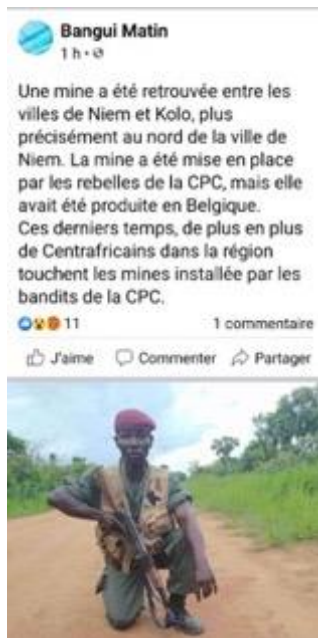 Bangui Matin
1 h ·
Une mine a été retrouvée entre les
villes de Niem et Kolo, plus
précisément au nord de la ville de
Niem. La mine a été mise en place
par les rebelles de la CPC, mais elle
avait été produite en Belgique.
Ces derniers temps, de plus en plus
de Centrafricains dans la région
touchent les mines installée par les
bandits de la CPC.
11 1 commentaire
J'aime Commenter Partager